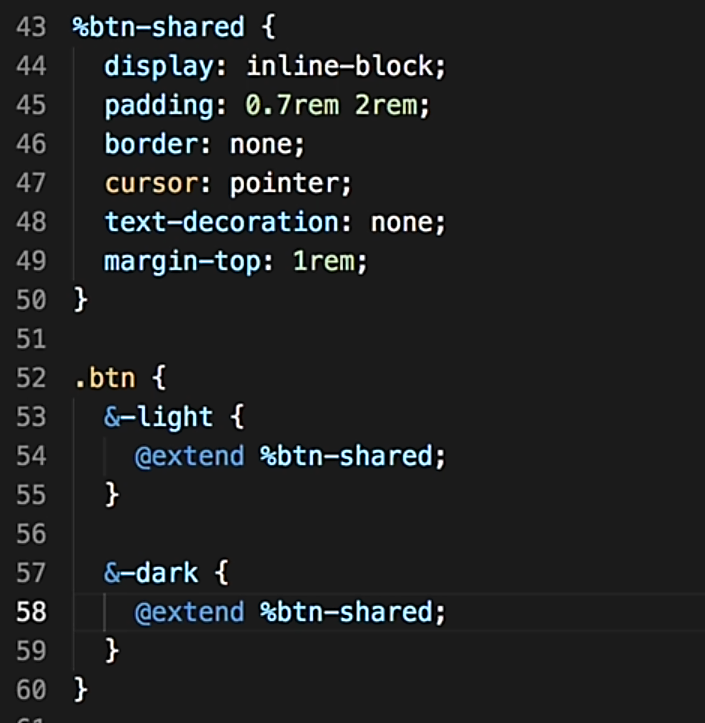 43 %btn-shared {
44   display: inline-block;
45   padding: 0.7rem 2rem;
46   border: none;
47   cursor: pointer;
48   text-decoration: none;
49   margin-top: 1rem;
50 }
51
52 .btn {
53   &-light {
54     @extend %btn-shared;
55   }
56
57   &-dark {
58     @extend %btn-shared;
59   }
60 }